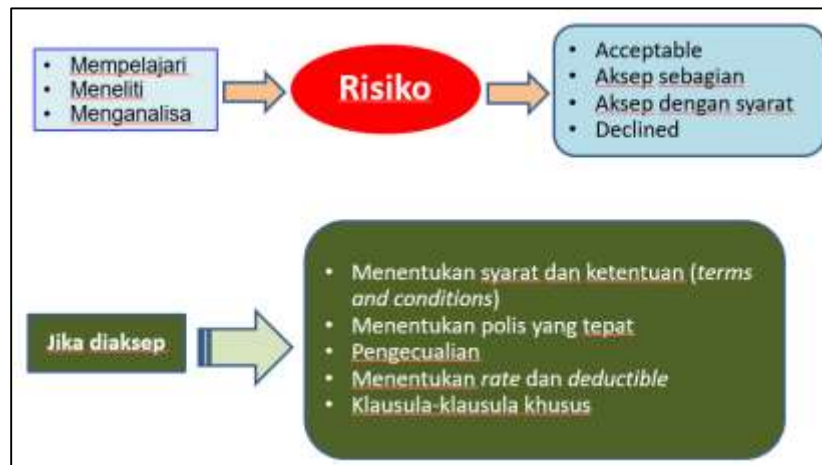 • Mempelajari
• Meneliti
• Menganalisa
Risiko
• Acceptable
• Aksep sebagian
• Aksep dengan syarat
• Declined
Jika diaksep
• Menentukan syarat dan ketentuan (terms
and conditions)
• Menentukan polis yang tepat
• Pengecualian
• Menentukan rate dan deductible
• Klausula-klausula khusus